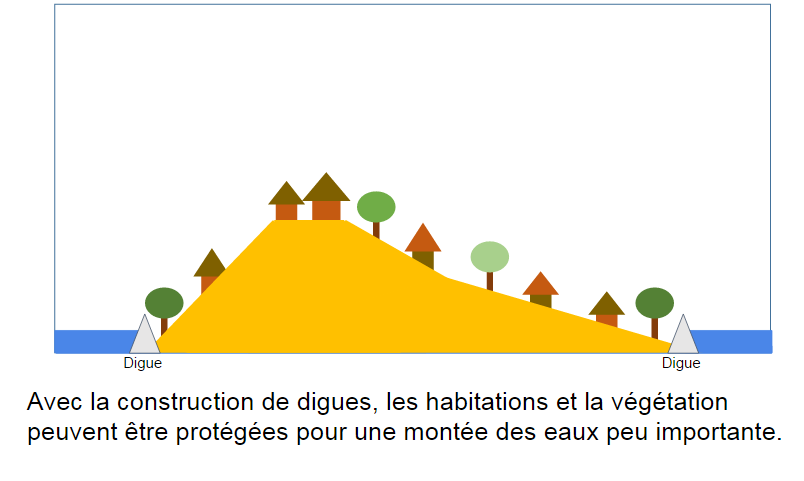 Digue
Digue
Avec la construction de digues, les habitations et la végétation
peuvent être protégées pour une montée des eaux peu importante.